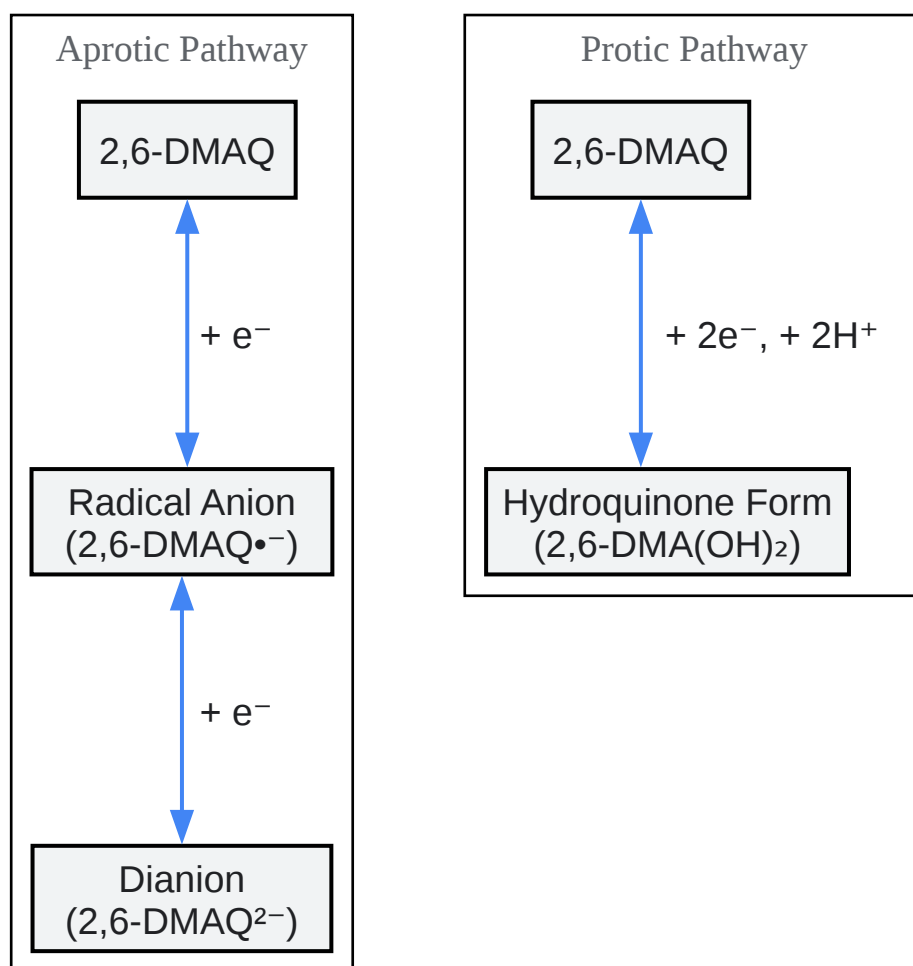 Aprotic Pathway
2,6-DMAQ
+ e⁻
Radical Anion
(2,6-DMAQ•⁻)
+ e⁻
Dianion
(2,6-DMAQ²⁻)
Protic Pathway
2,6-DMAQ
+ 2e⁻, + 2H⁺
Hydroquinone Form
(2,6-DMA(OH)₂)